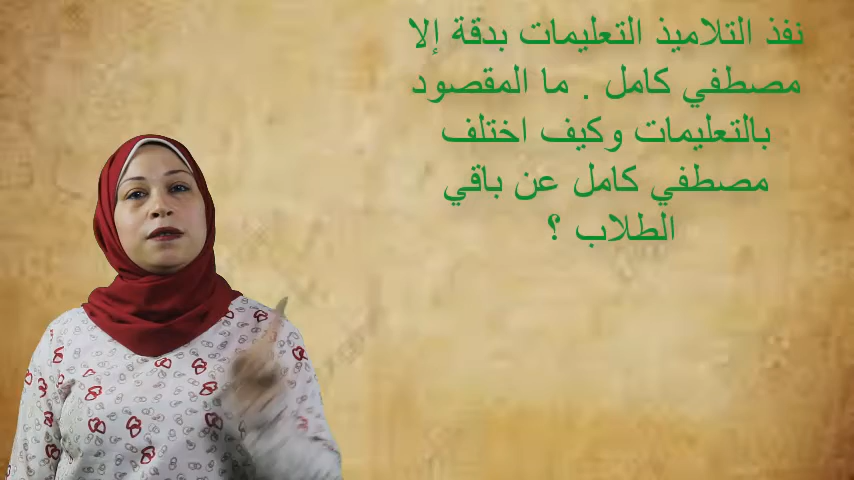 نفذ التلاميذ التعليمات بدقة إلا
مصطفي كامل . ما المقصود
بالتعليمات وكيف اختلف
مصطفي كامل عن باقي
الطلاب ؟